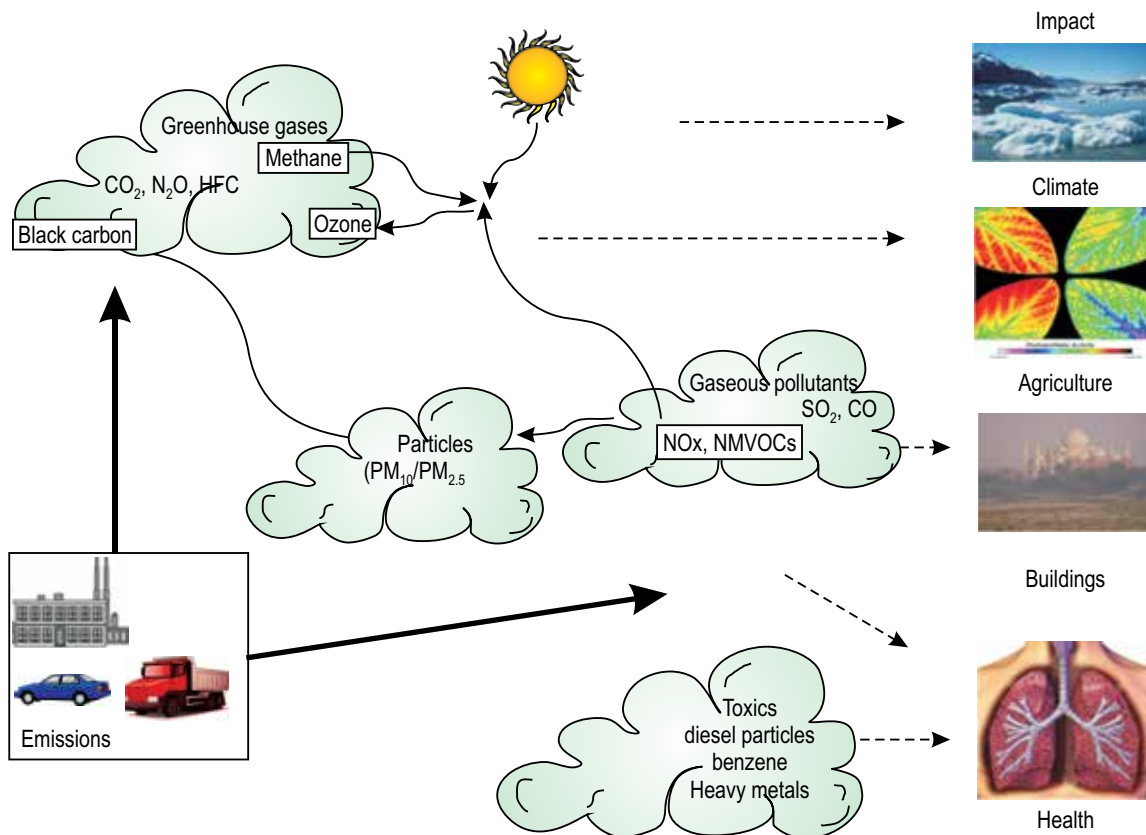 Impact
Greenhouse gases
Methane
CO₂, N₂O, HFC
Climate
Ozone
Black carbon
Gaseous pollutants
Agriculture
SO₂, CO
Particles
NOx, NMVOCs
(PM₁₀/PM₂.₅
Buildings
Toxics
diesel particles
Emissions
benzene
Heavy metals
Health